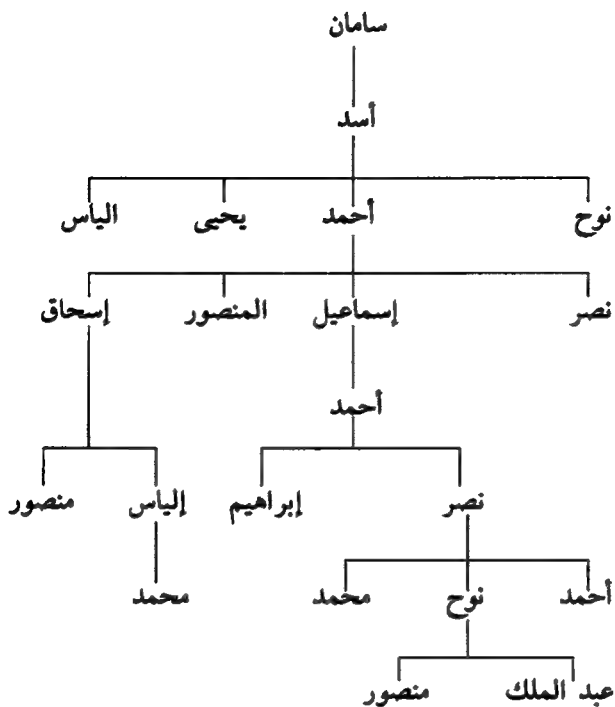 سامان
أسد
نوح أحمد يحيى الياس
نصر إسماعيل المنصور إسحاق
أحمد
نصر إبراهيم إلياس منصور
أحمد نوح محمد محمد
عبد الملك منصور